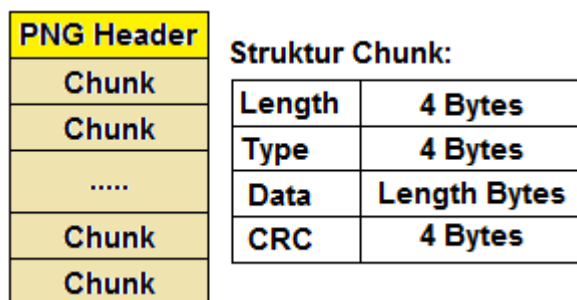 PNG Header
Chunk
Chunk
.....
Chunk
Chunk
Struktur Chunk:
Length 4 Bytes
Type 4 Bytes
Data Length Bytes
CRC 4 Bytes